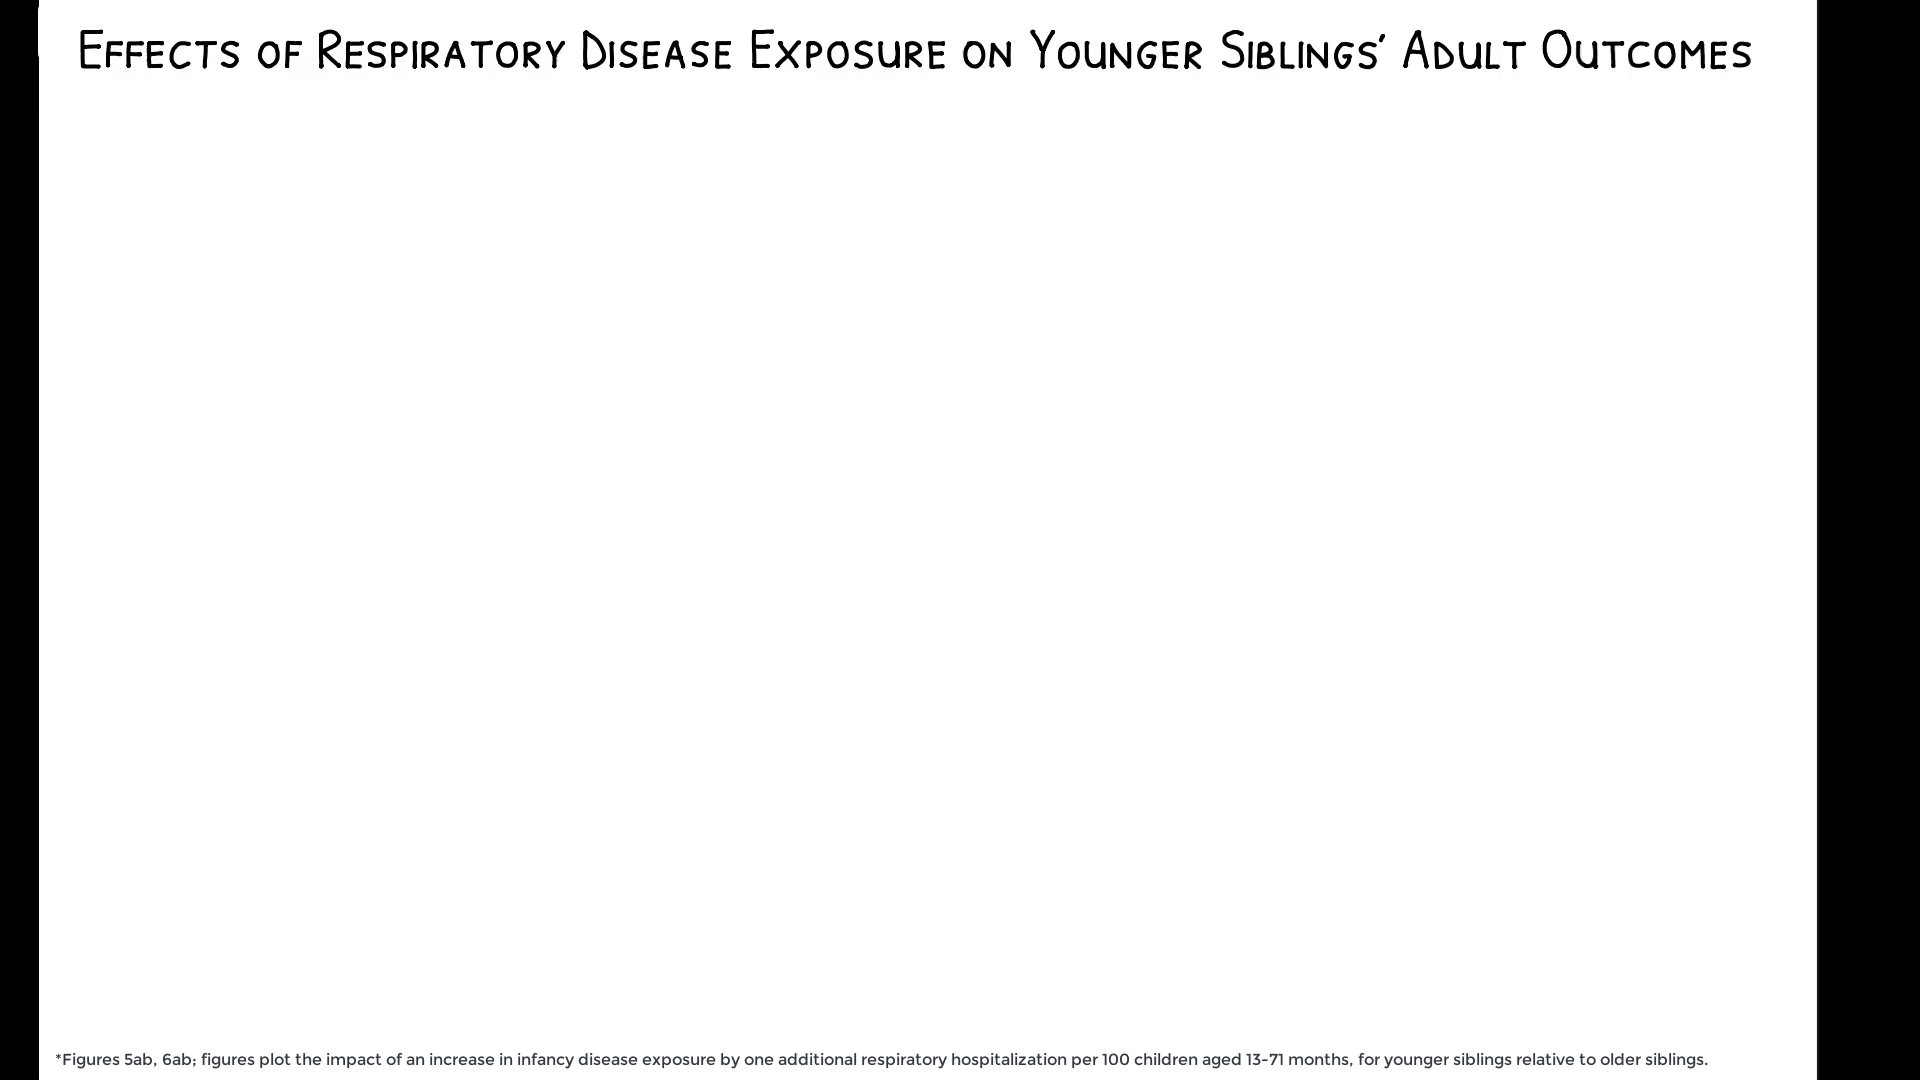 Effects of Respiratory Disease Exposure on Younger Siblings' Adult Outcomes
*Figures 5ab, 6ab; figures plot the impact of an increase in infancy disease exposure by one additional respiratory hospitalization per 100 children aged 13-71 months, for younger siblings relative to older siblings.